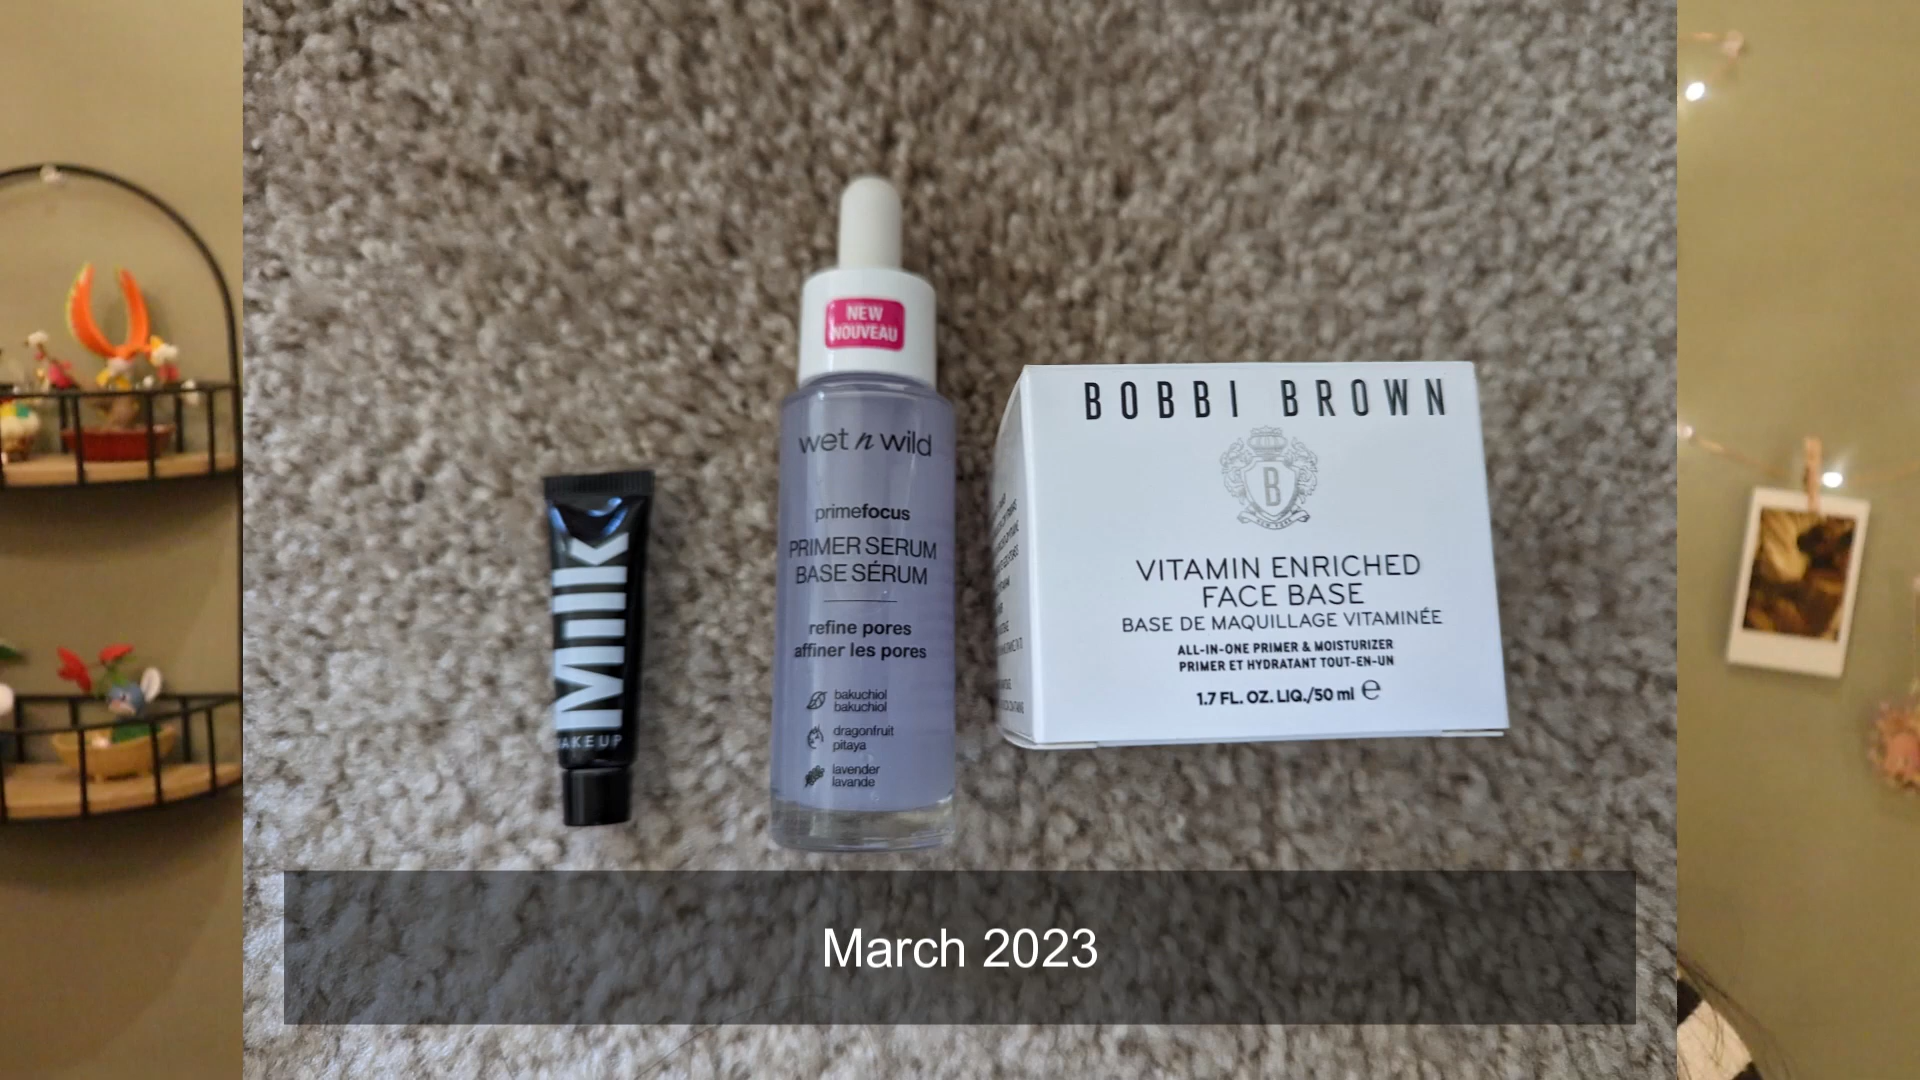 MILK
MAKEUP
NEW
NOUVEAU
wet n wild
primefocus
PRIMER SERUM
BASE SÉRUM
refine pores
affiner les pores
bakuchiol
bakuchiol
dragonfruit
pitaya
lavender
lavande
BOBBI BROWN
B
NEW YORK
VITAMIN ENRICHED
FACE BASE
BASE DE MAQUILLAGE VITAMINÉE
ALL-IN-ONE PRIMER & MOISTURIZER
PRIMER ET HYDRATANT TOUT-EN-UN
1.7 FL. OZ. LIQ./50 ml e
March 2023